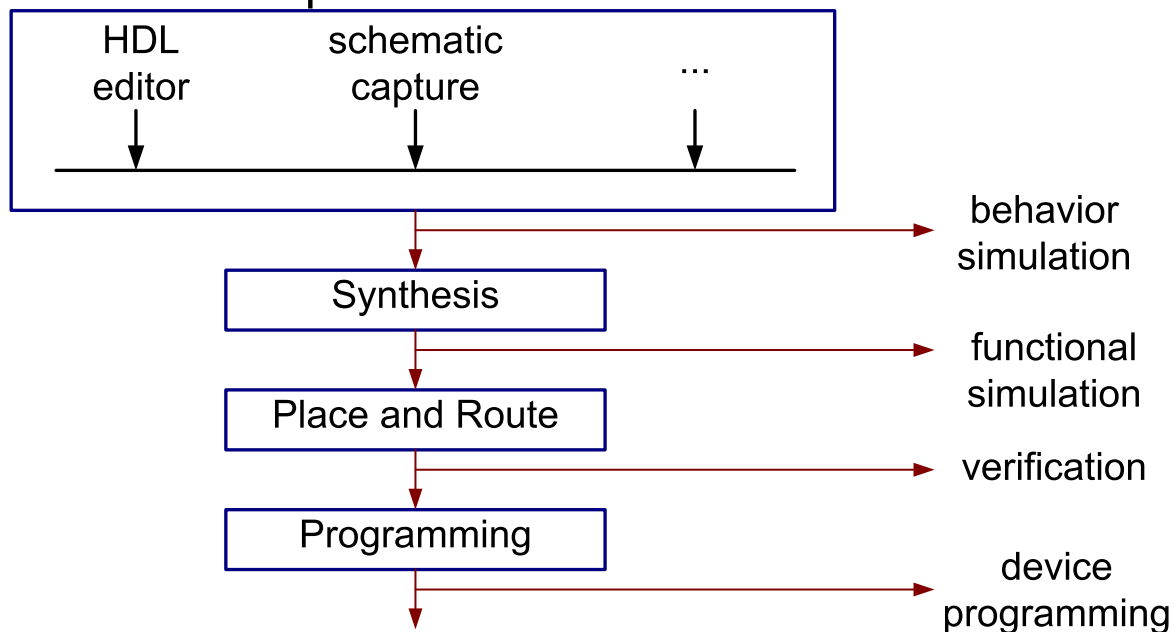 HDL
editor
schematic
capture
...
behavior
simulation
Synthesis
functional
simulation
Place and Route
verification
Programming
device
programming